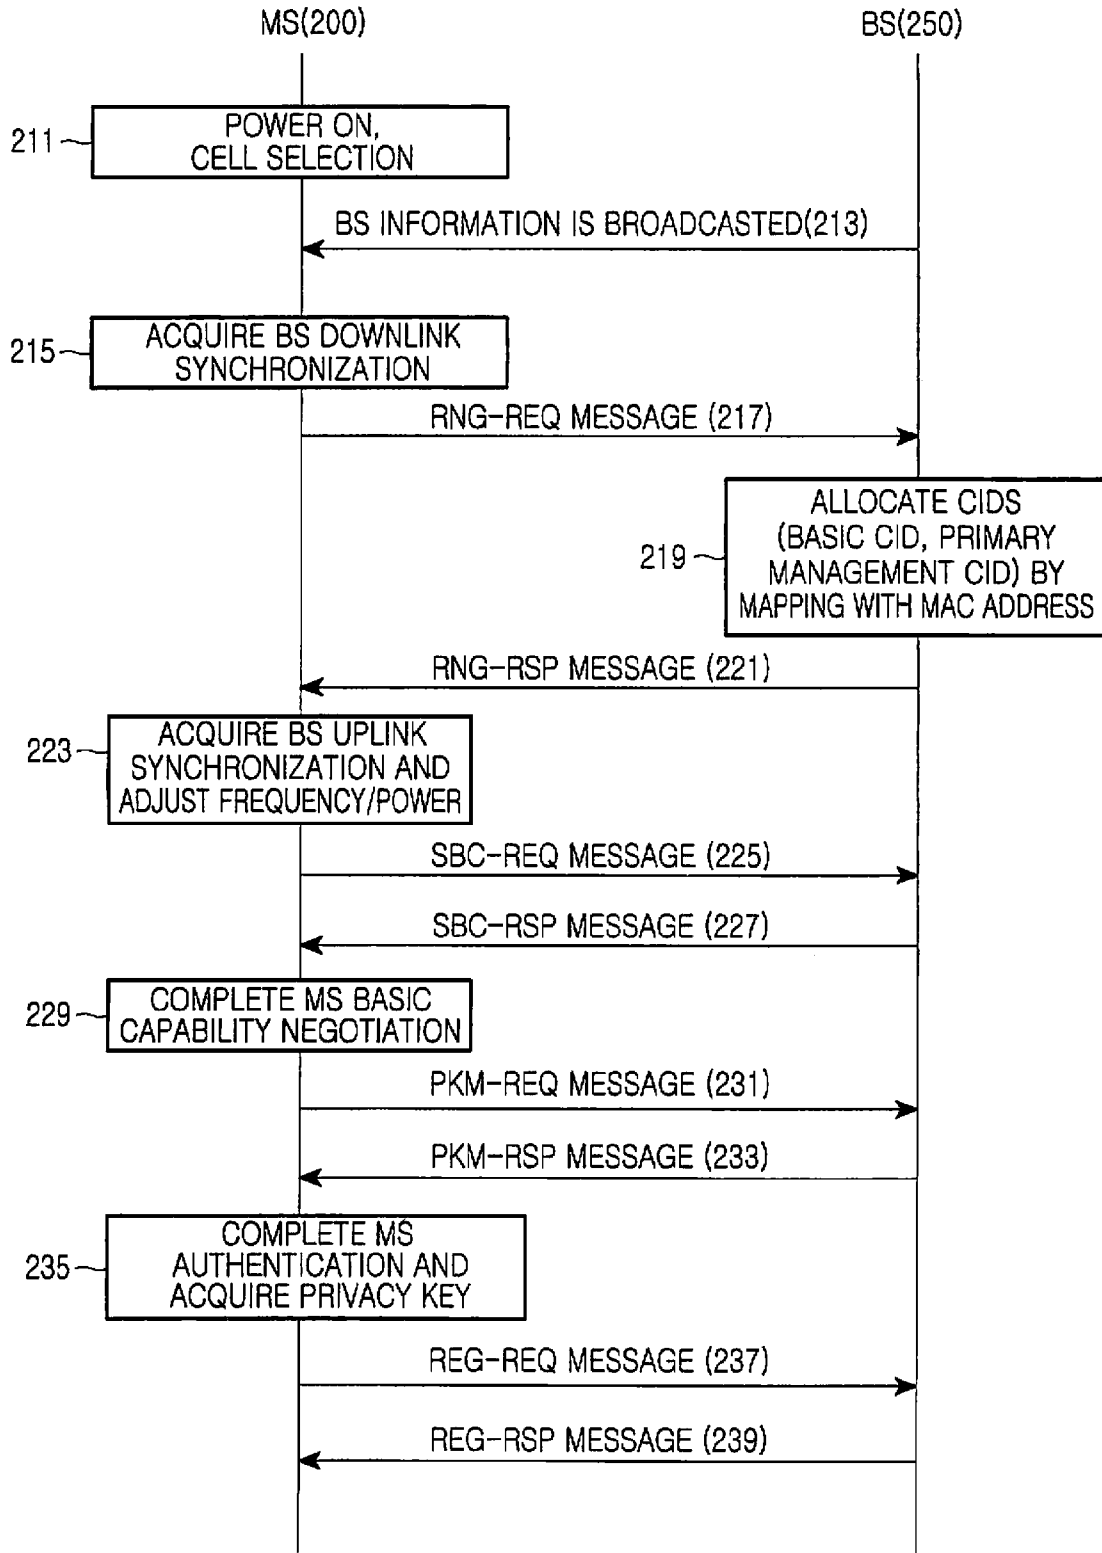 MS(200)
BS(250)
211
POWER ON,
CELL SELECTION
BS INFORMATION IS BROADCASTED(213)
215
ACQUIRE BS DOWNLINK
SYNCHRONIZATION
RNG-REQ MESSAGE (217)
219
ALLOCATE CIDS
(BASIC CID, PRIMARY
MANAGEMENT CID) BY
MAPPING WITH MAC ADDRESS
RNG-RSP MESSAGE (221)
223
ACQUIRE BS UPLINK
SYNCHRONIZATION AND
ADJUST FREQUENCY/POWER
SBC-REQ MESSAGE (225)
SBC-RSP MESSAGE (227)
229
COMPLETE MS BASIC
CAPABILITY NEGOTIATION
PKM-REQ MESSAGE (231)
PKM-RSP MESSAGE (233)
235
COMPLETE MS
AUTHENTICATION AND
ACQUIRE PRIVACY KEY
REG-REQ MESSAGE (237)
REG-RSP MESSAGE (239)